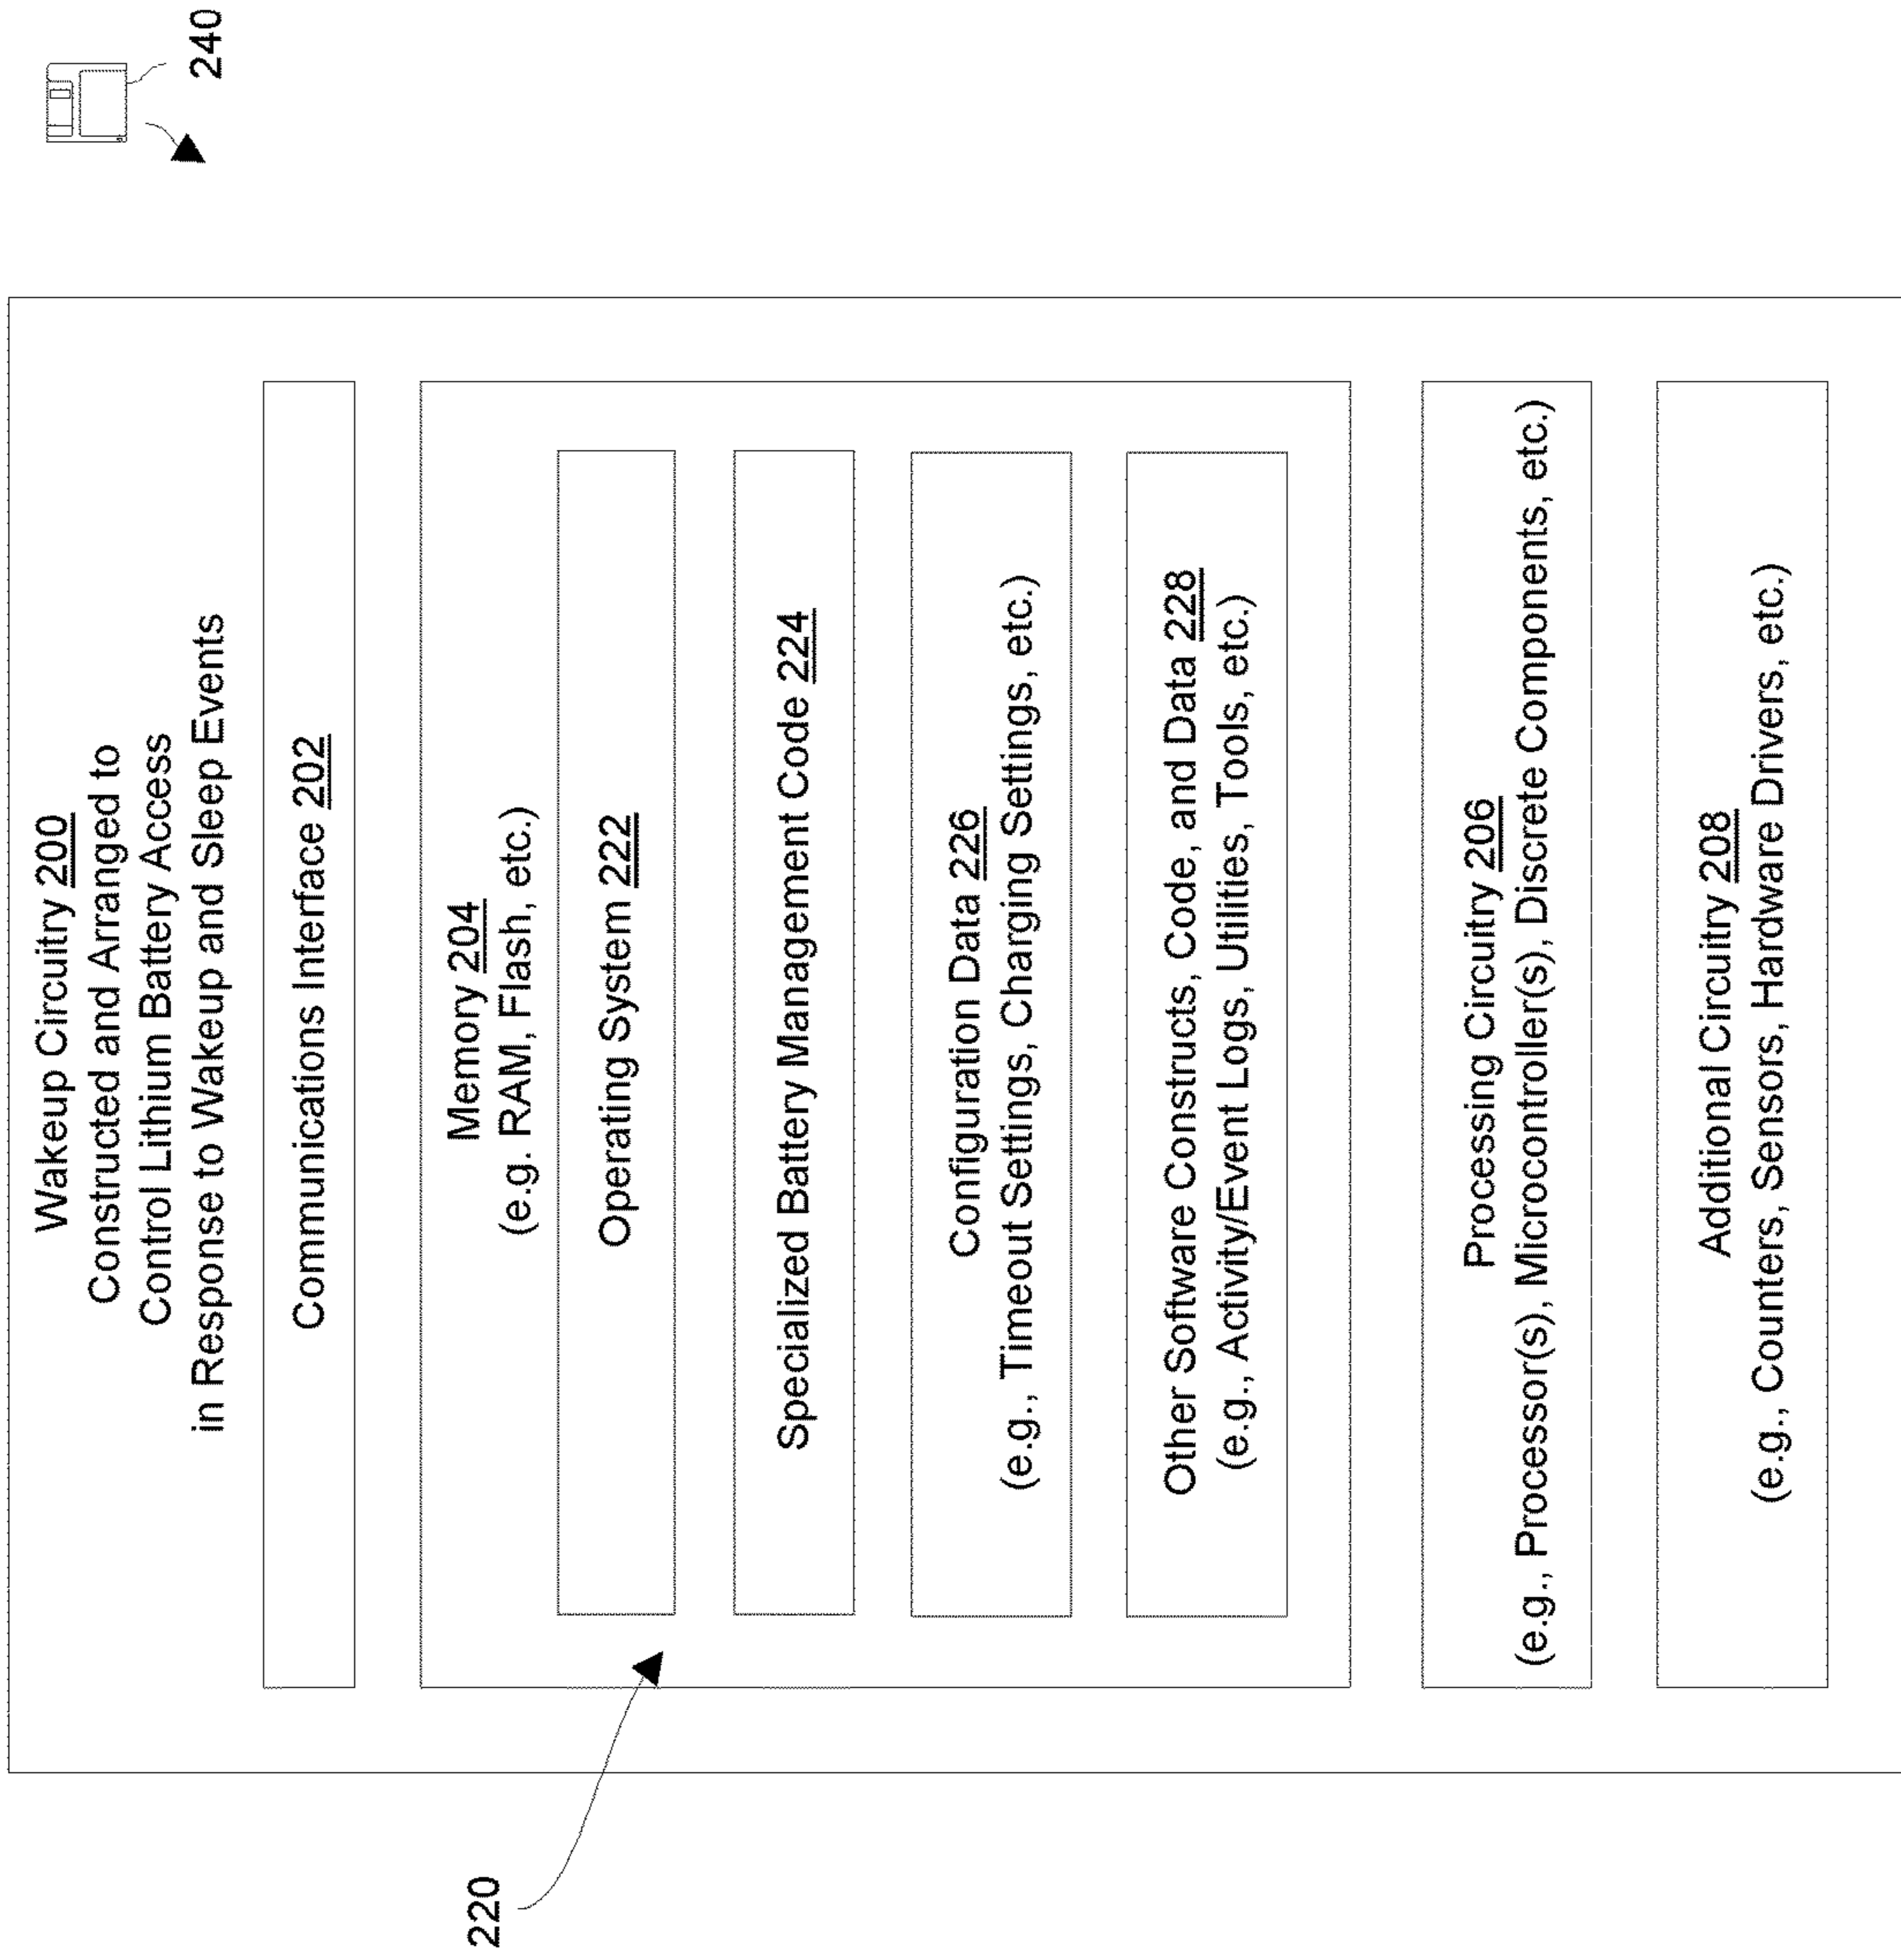 240
Wakeup Circuitry 200
Constructed and Arranged to
Control Lithium Battery Access
in Response to Wakeup and Sleep Events
Communications Interface 202
Memory 204
(e.g. RAM, Flash, etc.)
220
Operating System 222
Specialized Battery Management Code 224
Configuration Data 226
(e.g., Timeout Settings, Charging Settings, etc.)
Other Software Constructs, Code, and Data 228
(e.g., Activity/Event Logs, Utilities, Tools, etc.)
Processing Circuitry 206
(e.g., Processor(s), Microcontroller(s), Discrete Components, etc.)
Additional Circuitry 208
(e.g., Counters, Sensors, Hardware Drivers, etc.)